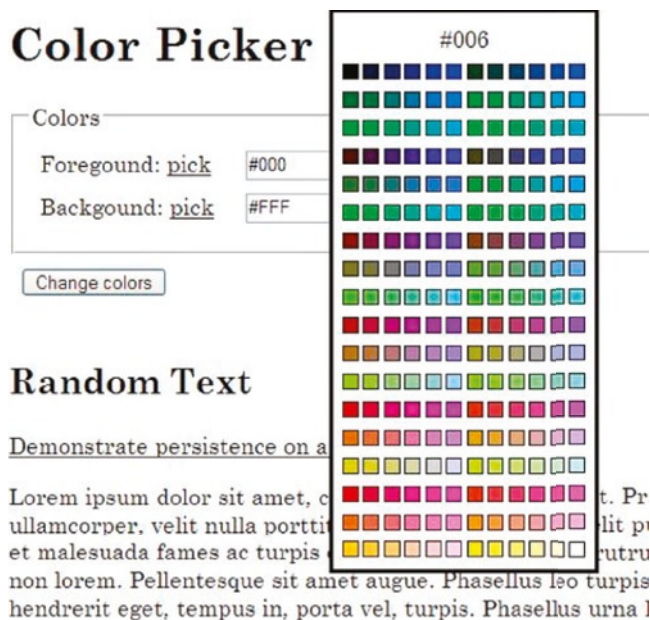 Color Picker
#006
Colors
Foregound: pick #000
Backgound: pick #FFF
Change colors
Random Text
Demonstrate persistence on a
Lorem ipsum dolor sit amet, c t. Pr
ullamcorper, velit nulla porttit elit pu
et malesuada fames ac turpis rutru
non lorem. Pellentesque sit amet augue. Phasellus leo turpis
hendrerit eget, tempus in, porta vel, turpis. Phasellus urna